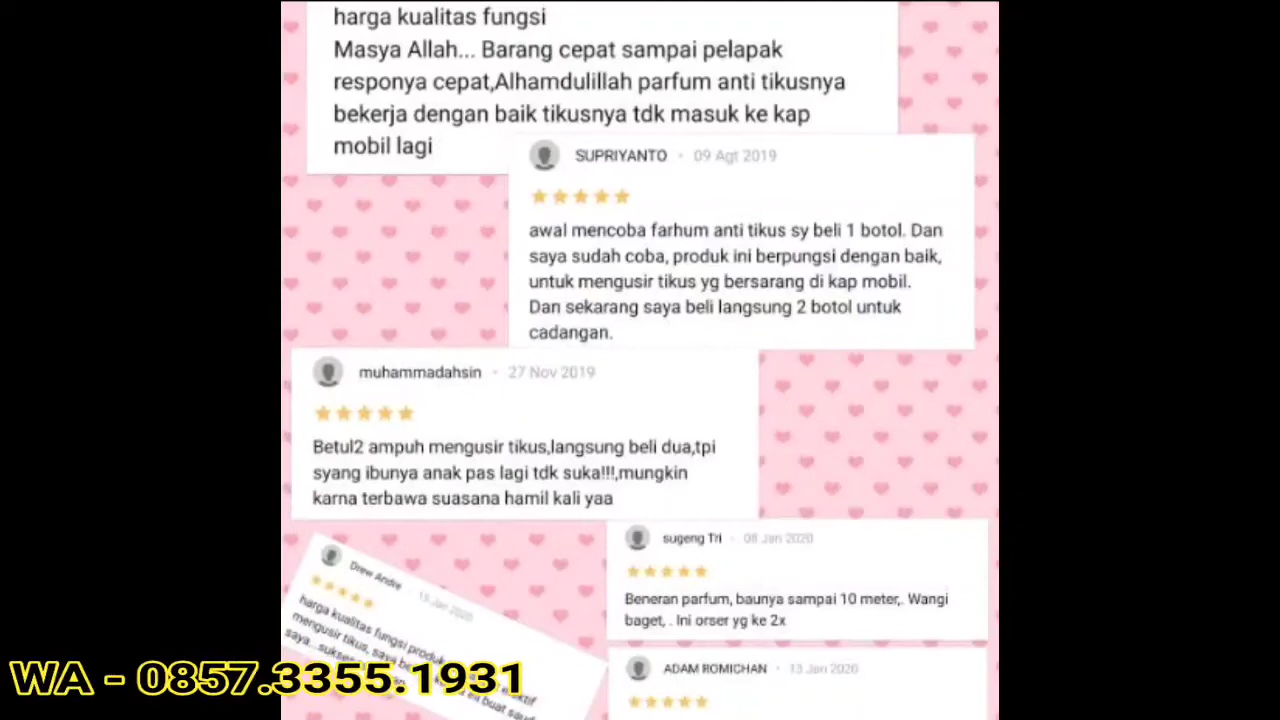 harga kualitas fungsi
Masya Allah... Barang cepat sampai pelapak
responya cepat,Alhamdulillah parfum anti tikusnya
bekerja dengan baik tikusnya tdk masuk ke kap
mobil lagi
SUPRIYANTO • 09 Agt 2019
awal mencoba farhum anti tikus sy beli 1 botol. Dan
saya sudah coba, produk ini berpungsi dengan baik,
untuk mengusir tikus yg bersarang di kap mobil.
Dan sekarang saya beli langsung 2 botol untuk
cadangan.
muhammadahsin • 27 Nov 2019
Betul2 ampuh mengusir tikus,langsung beli dua,tpi
syang ibunya anak pas lagi tdk suka!!!,mungkin
karna terbawa suasana hamil kali yaa
sugeng Tri • 08 Jan 2020
Beneran parfum, baunya sampai 10 meter,. Wangi
baget, . Ini orser yg ke 2x
Drew Andre • 15 Jan 2020
harga kualitas fungsi
mengusir tikus,
saya...
buat
ADAM ROMICHAN • 13 Jan 2020
WA - 0857.3355.1931